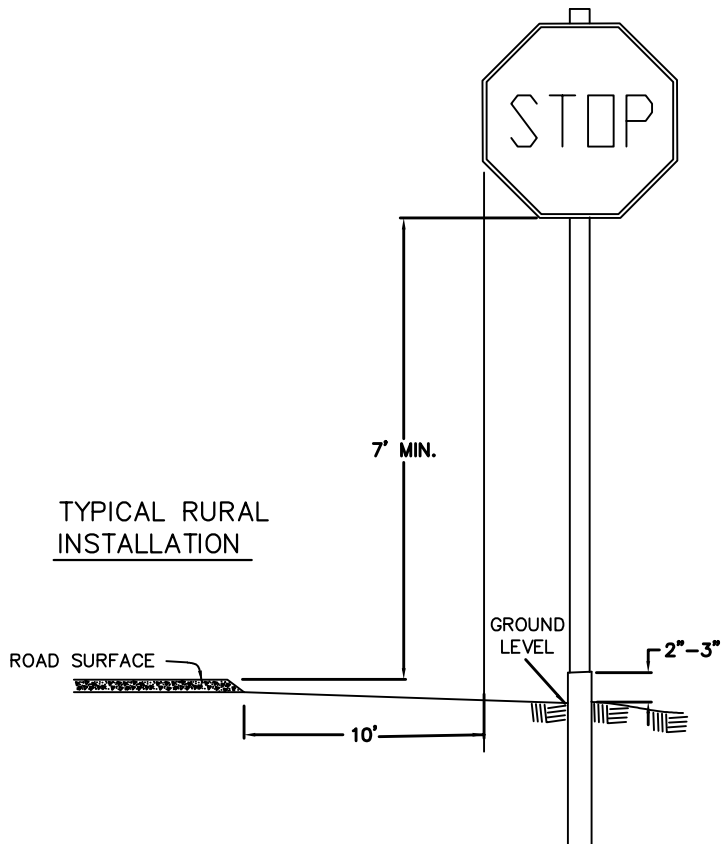 STOP
7' MIN.
TYPICAL RURAL
INSTALLATION
GROUND
LEVEL
2"-3"
ROAD SURFACE
10'